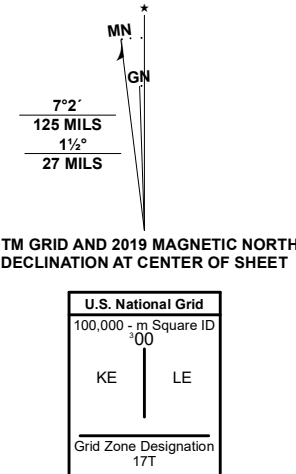 ★
MN
GN
7°2´
125 MILS
1½°
27 MILS
TM GRID AND 2019 MAGNETIC NORTH
DECLINATION AT CENTER OF SHEET
U.S. National Grid
100,000 - m Square ID
³00
KE LE
Grid Zone Designation
17T